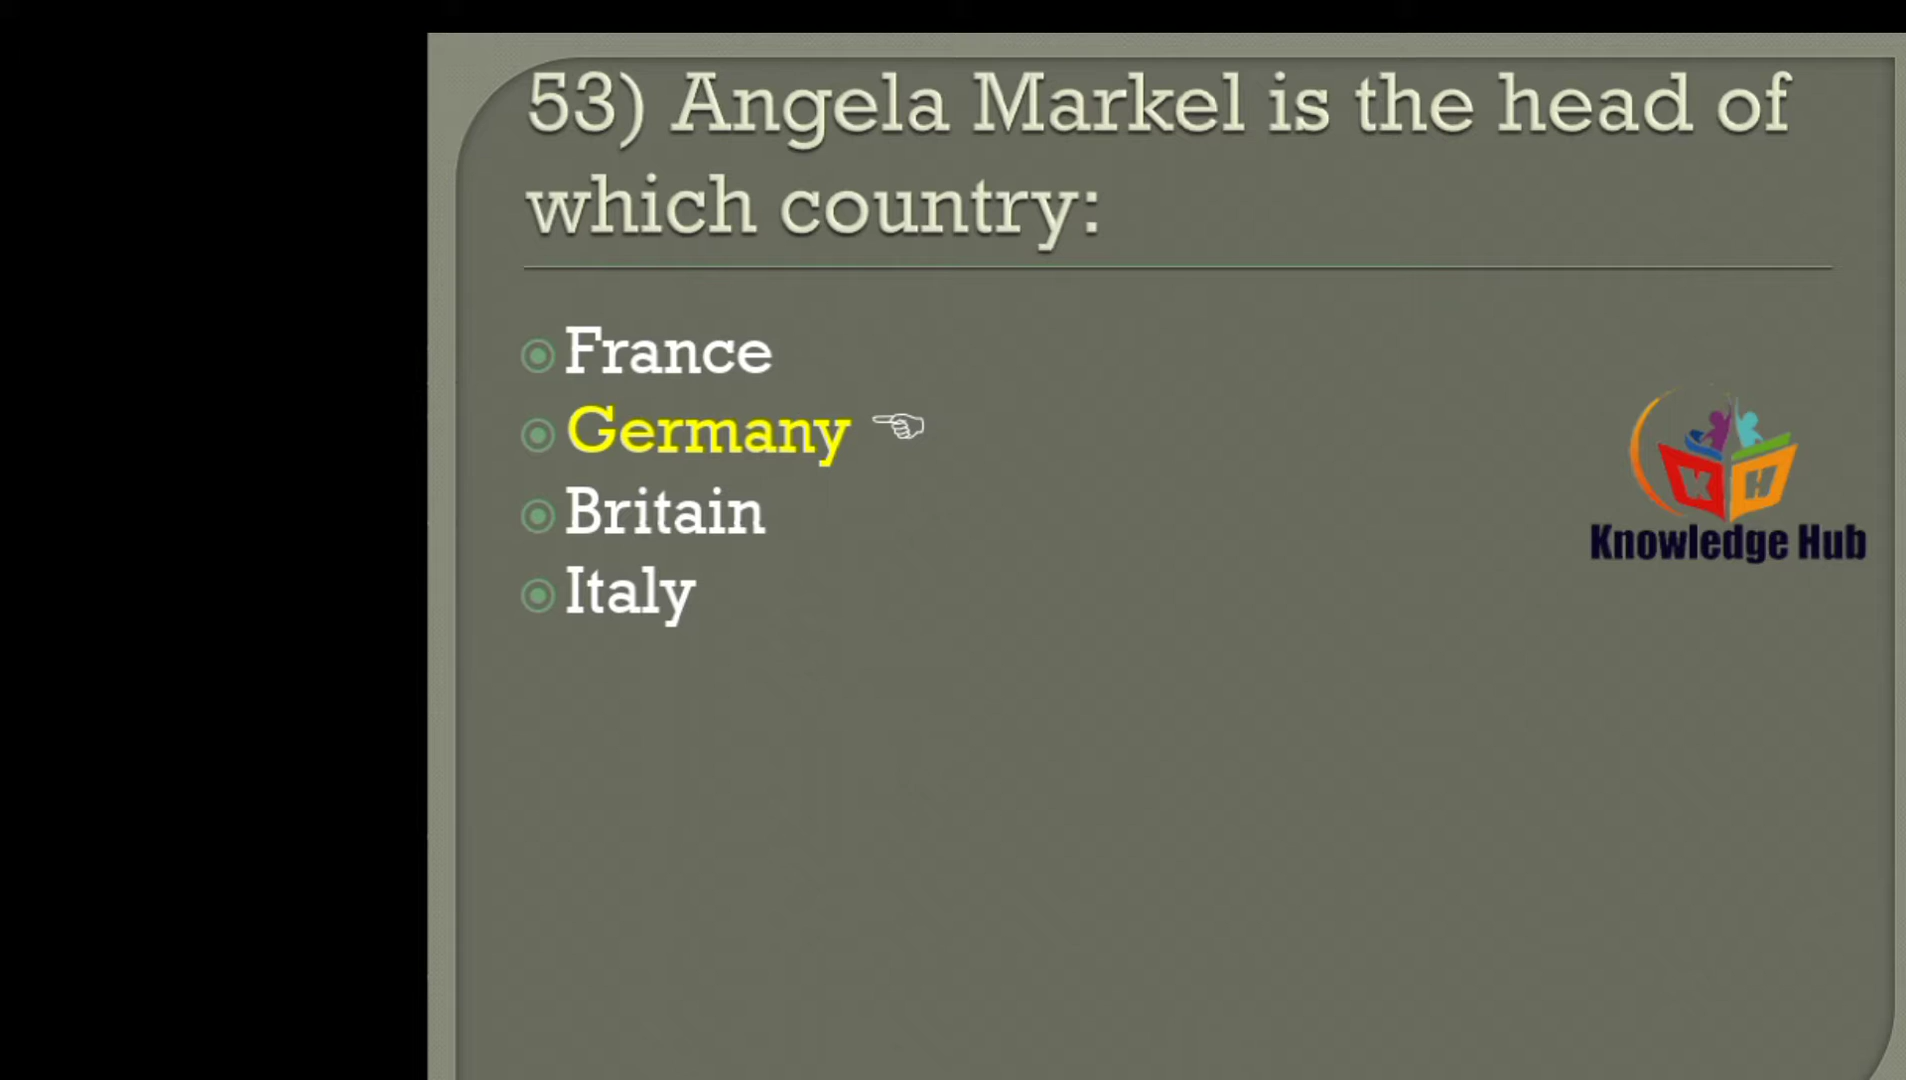 53) Angela Markel is the head of
which country:
France
Germany
Britain
Italy
K H
Knowledge Hub